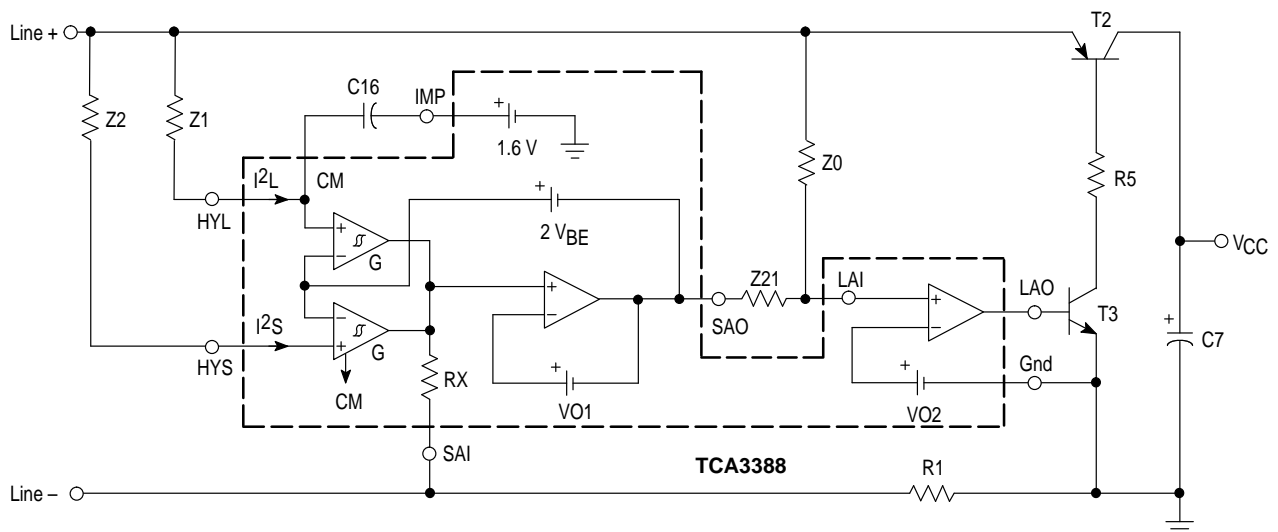 Line +
T2
C16
IMP
Z2
Z1
+
1.6 V
Z0
R5
I2L
CM
HYL
+
2 VBE
+
−
G
VCC
Z21
LAI
LAO
+
−
SAO
+
−
T3
+
C7
I2S
−
+
G
HYS
CM
RX
+
VO1
Gnd
+
VO2
SAI
TCA3388
R1
Line –